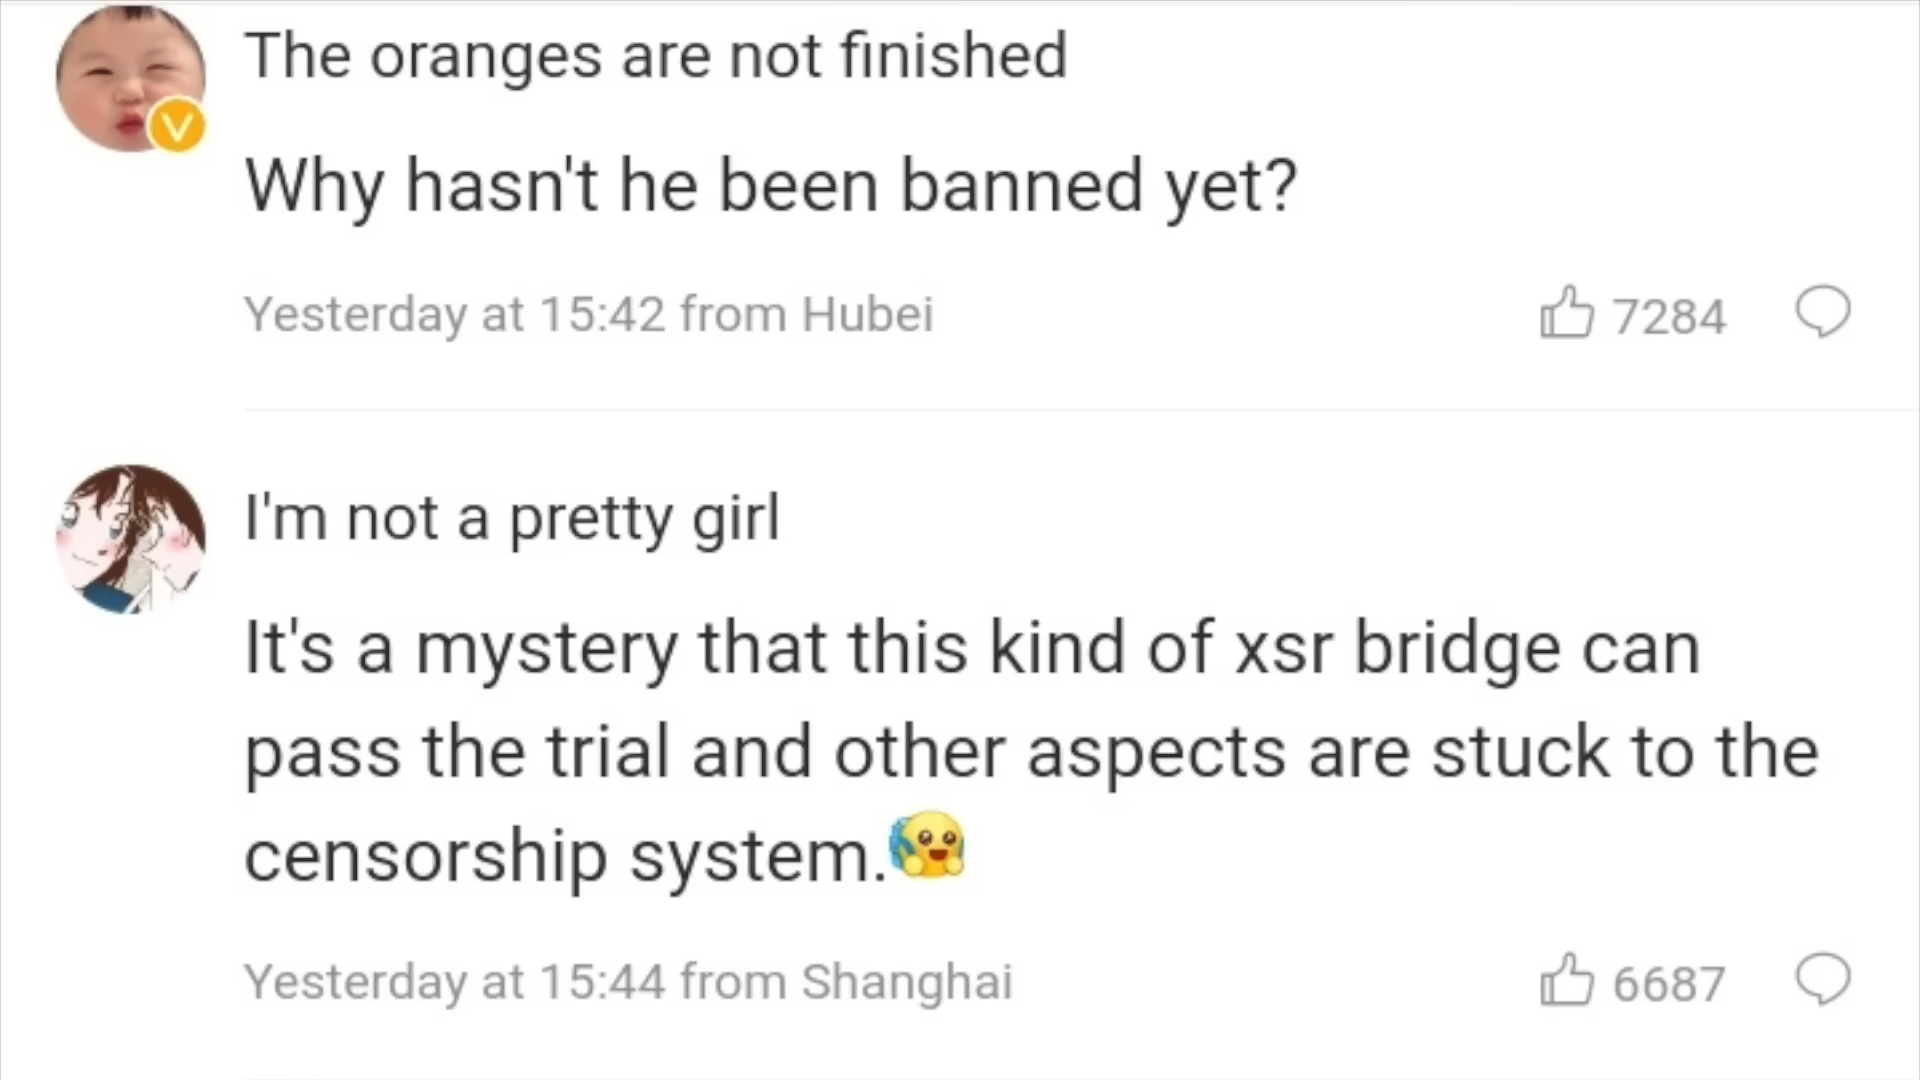 The oranges are not finished
V
Why hasn't he been banned yet?
Yesterday at 15:42 from Hubei
7284
I'm not a pretty girl
It's a mystery that this kind of xsr bridge can
pass the trial and other aspects are stuck to the
censorship system.
Yesterday at 15:44 from Shanghai
6687